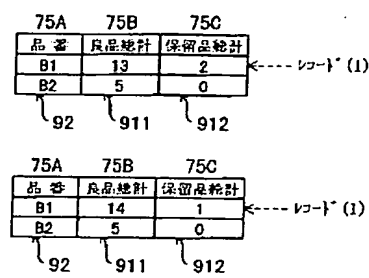 75A 75B 75C
品番 良品総計 保留品総計
B1 13 2 レコード(I)
B2 5 0
92 911 912
75A 75B 75C
品番 良品総計 保留品総計
B1 14 1 レコード(I)
B2 5 0
92 911 912